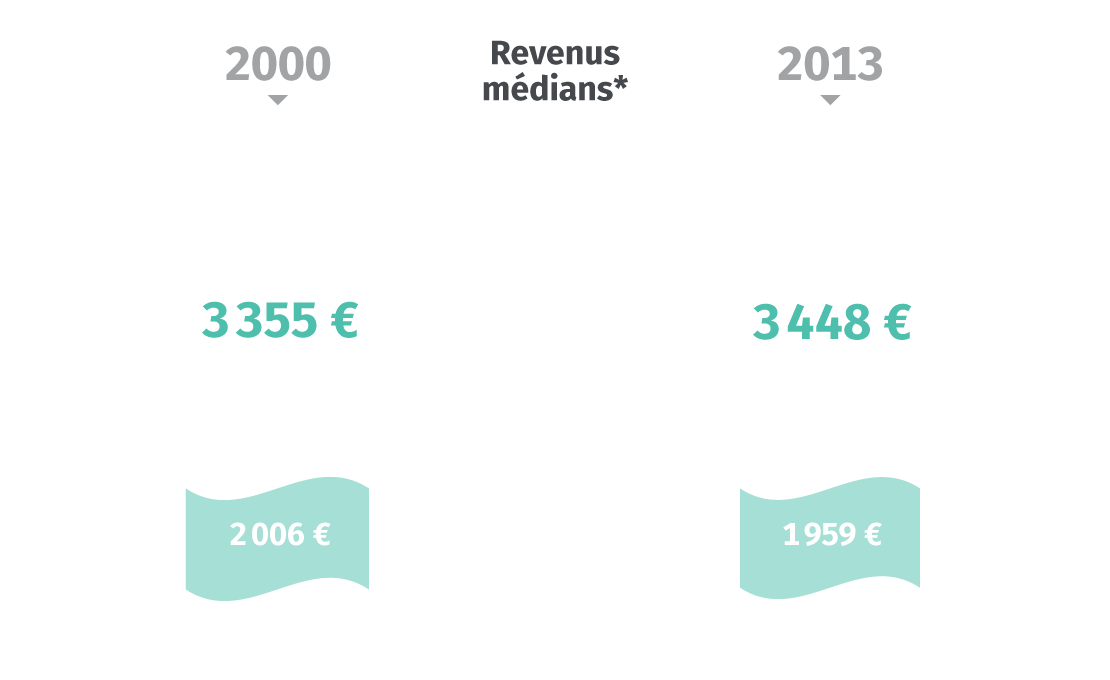 2000
Revenus
médians*
2013
3 355 €
3 448 €
2 006 €
1 959 €